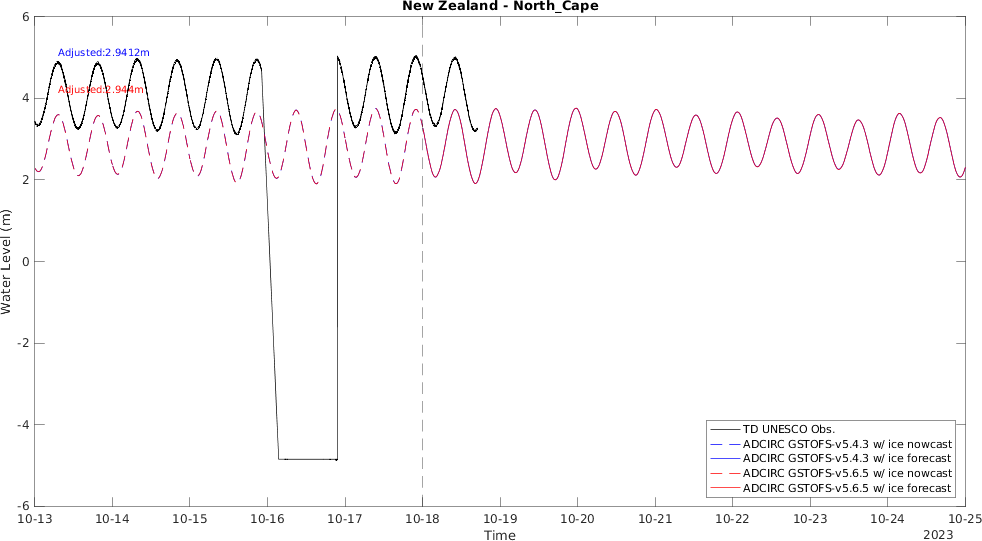 New Zealand - North_Cape
6
4
2
0
-2
-4
-6
Water Level (m)
Adjusted:2.9412m
Adjusted:2.944m
TD UNESCO Obs.
ADCIRC GSTOFS-v5.4.3 w/ ice nowcast
ADCIRC GSTOFS-v5.4.3 w/ ice forecast
ADCIRC GSTOFS-v5.6.5 w/ ice nowcast
ADCIRC GSTOFS-v5.6.5 w/ ice forecast
10-13 10-14 10-15 10-16 10-17 10-18 10-19 10-20 10-21 10-22 10-23 10-24 10-25
Time
2023